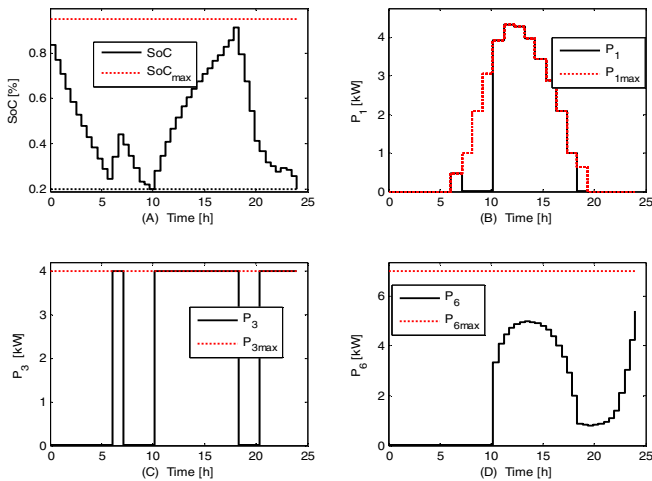 SoC [%]
0.8
0.6
0.4
0.2
SoC
SoC_max
0 5 10 15 20 25
(A) Time [h]
P_1 [kW]
4
3
2
1
0
P_1
P_1max
0 5 10 15 20 25
(B) Time [h]
P_3 [kW]
4
3
2
1
0
P_3
P_3max
0 5 10 15 20 25
(C) Time [h]
P_6 [kW]
6
4
2
0
P_6
P_6max
0 5 10 15 20 25
(D) Time [h]